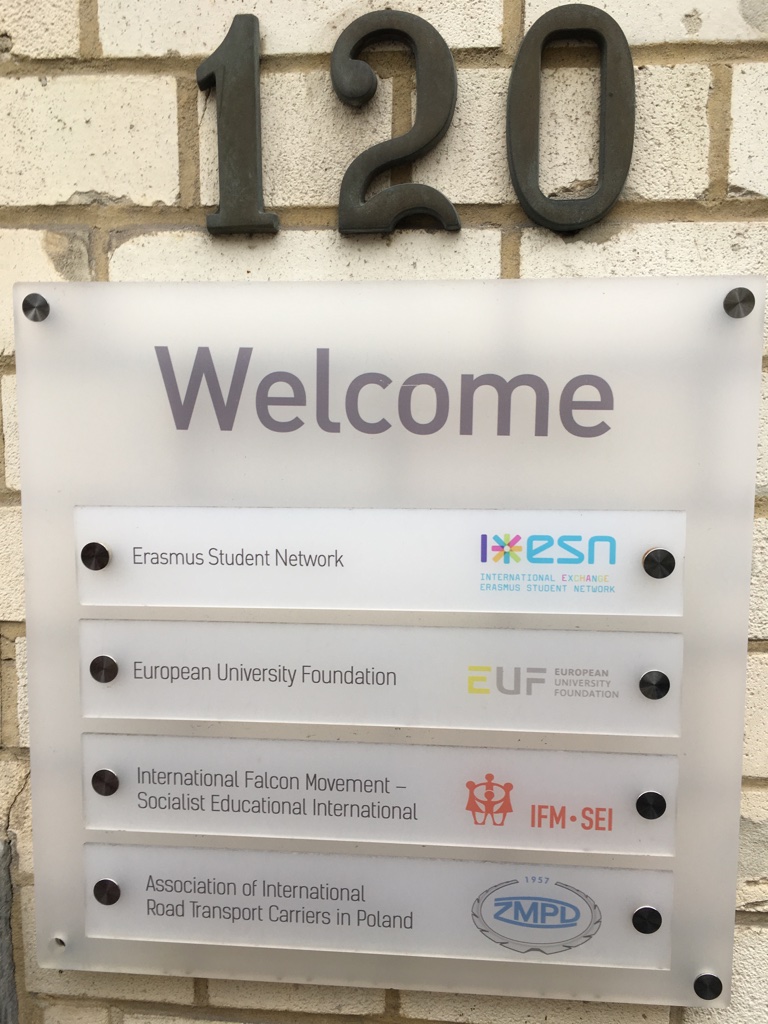 120
Welcome
Erasmus Student Network
esn
INTERNATIONAL EXCHANGE
ERASMUS STUDENT NETWORK
European University Foundation
EUF
EUROPEAN
UNIVERSITY
FOUNDATION
International Falcon Movement –
Socialist Educational International
IFM•SEI
Association of International
Road Transport Carriers in Poland
1957
ZMPD